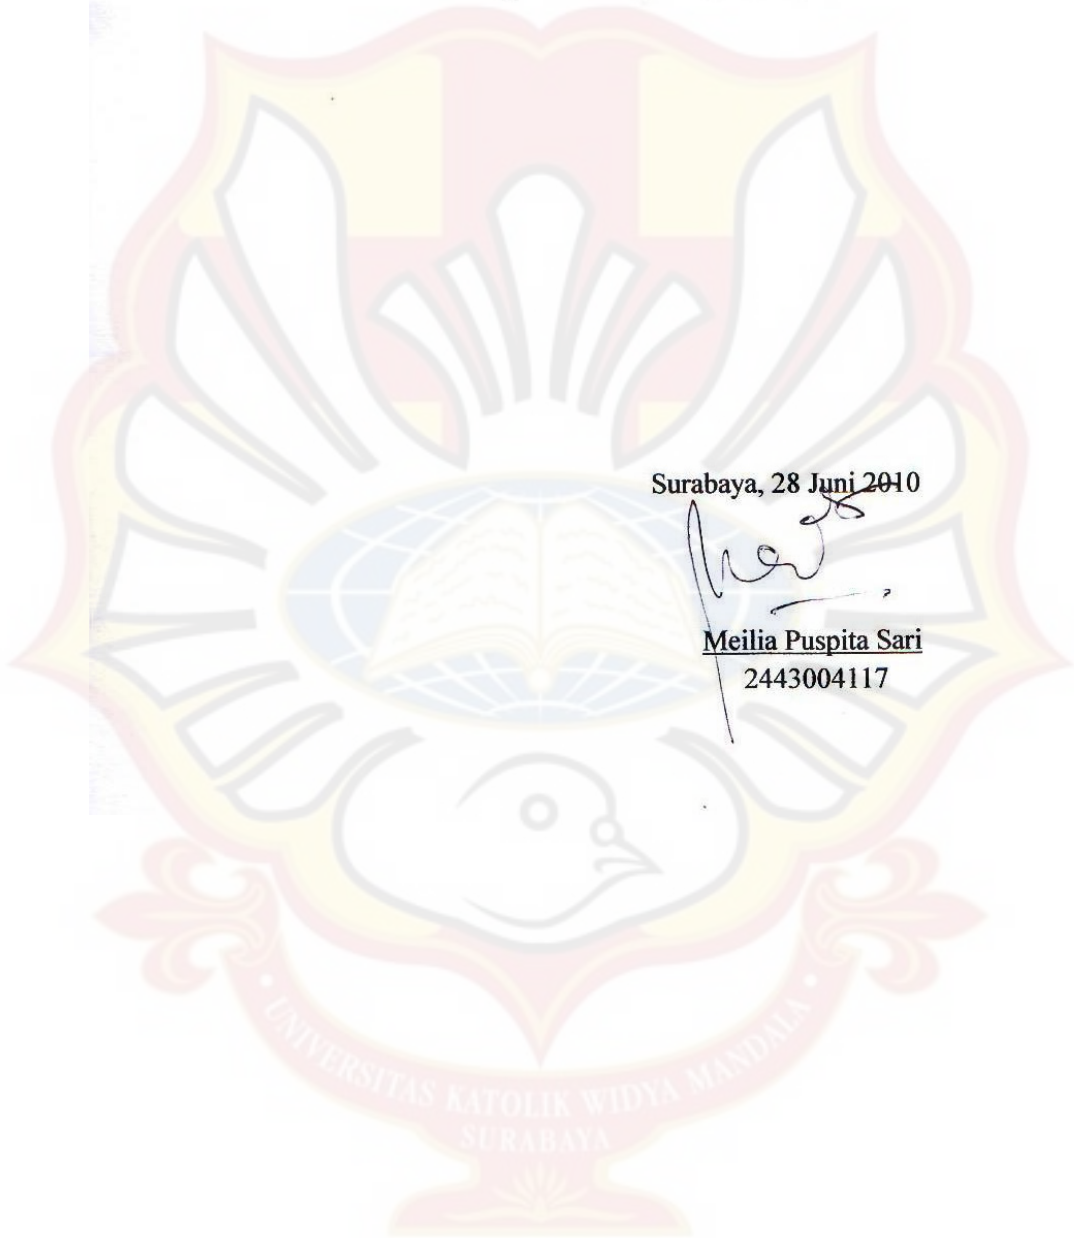 Surabaya, 28 Juni 2010
Meilia Puspita Sari
2443004117
UNIVERSITAS KATOLIK WIDYA MANDALA
SURABAYA